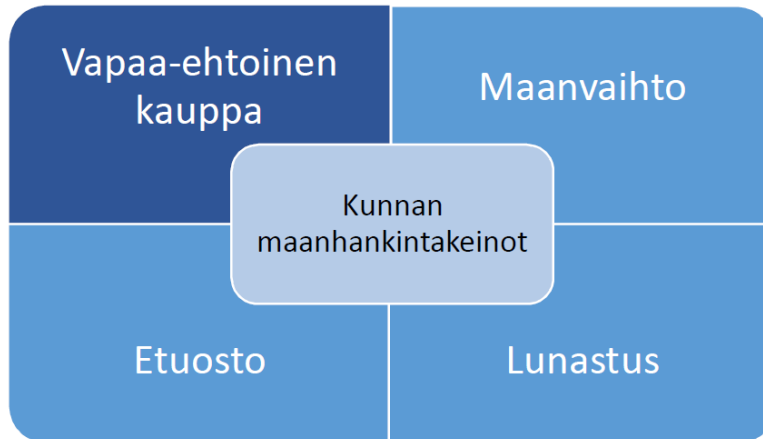 Vapaa-ehtoinen
kauppa
Maanvaihto
Kunnan
maanhankintakeinot
Etuosto
Lunastus